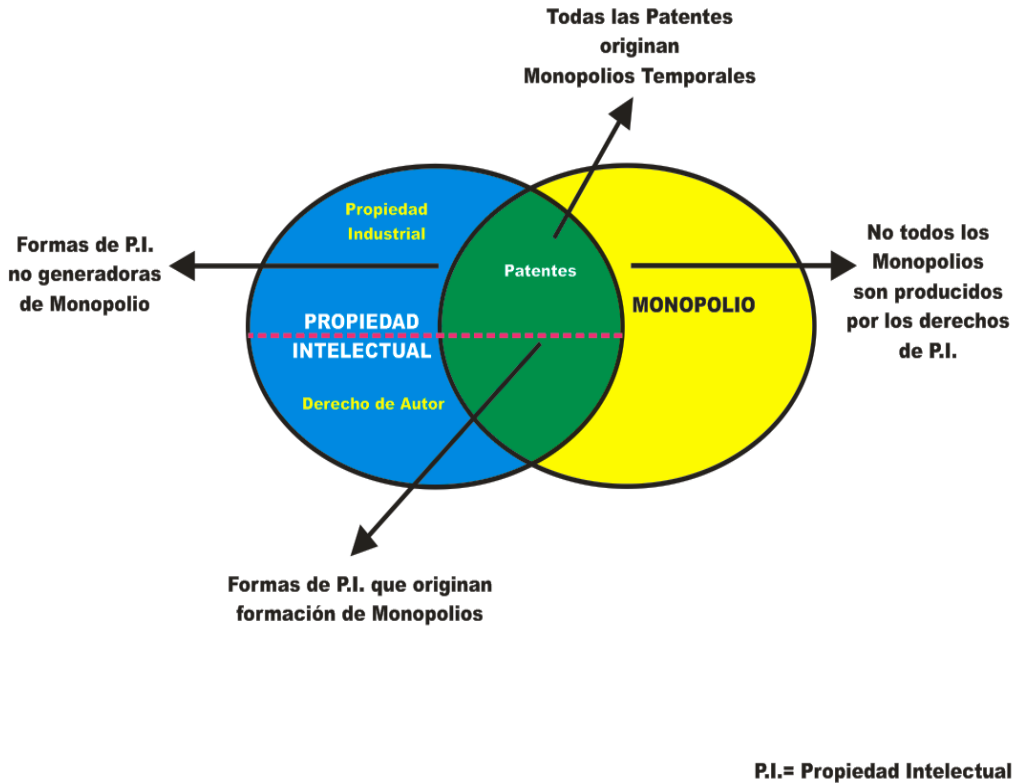 Todas las Patentes
originan
Monopolios Temporales
Propiedad
Industrial
Formas de P.I.
no generadoras
de Monopolio
Patentes
No todos los
Monopolios
son producidos
por los derechos
de P.I.
PROPIEDAD
INTELECTUAL
MONOPOLIO
Derecho de Autor
Formas de P.I. que originan
formación de Monopolios
P.I.= Propiedad Intelectual